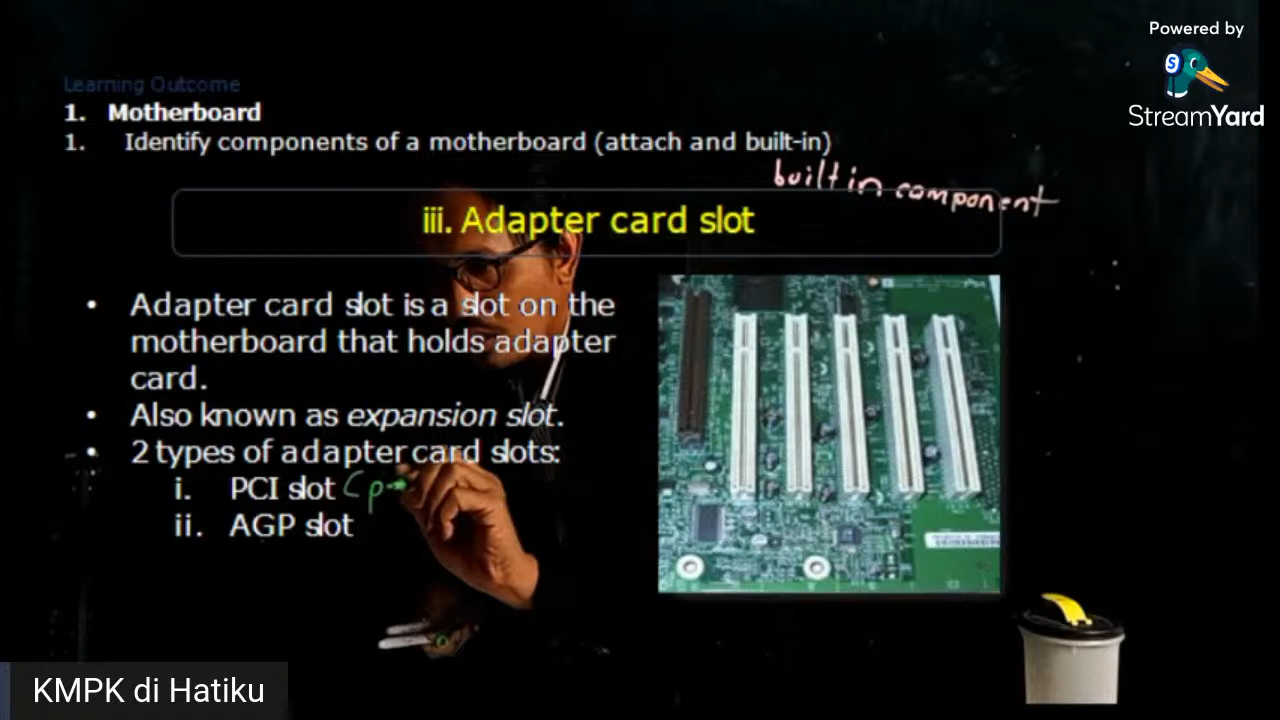 Powered by
StreamYard
Learning Outcome
1. Motherboard
1. Identify components of a motherboard (attach and built-in)
built in component
iii. Adapter card slot
• Adapter card slot is a slot on the
motherboard that holds adapter
card.
• Also known as expansion slot.
• 2 types of adapter card slots:
i. PCI slot (p
ii. AGP slot
KMPK di Hatiku